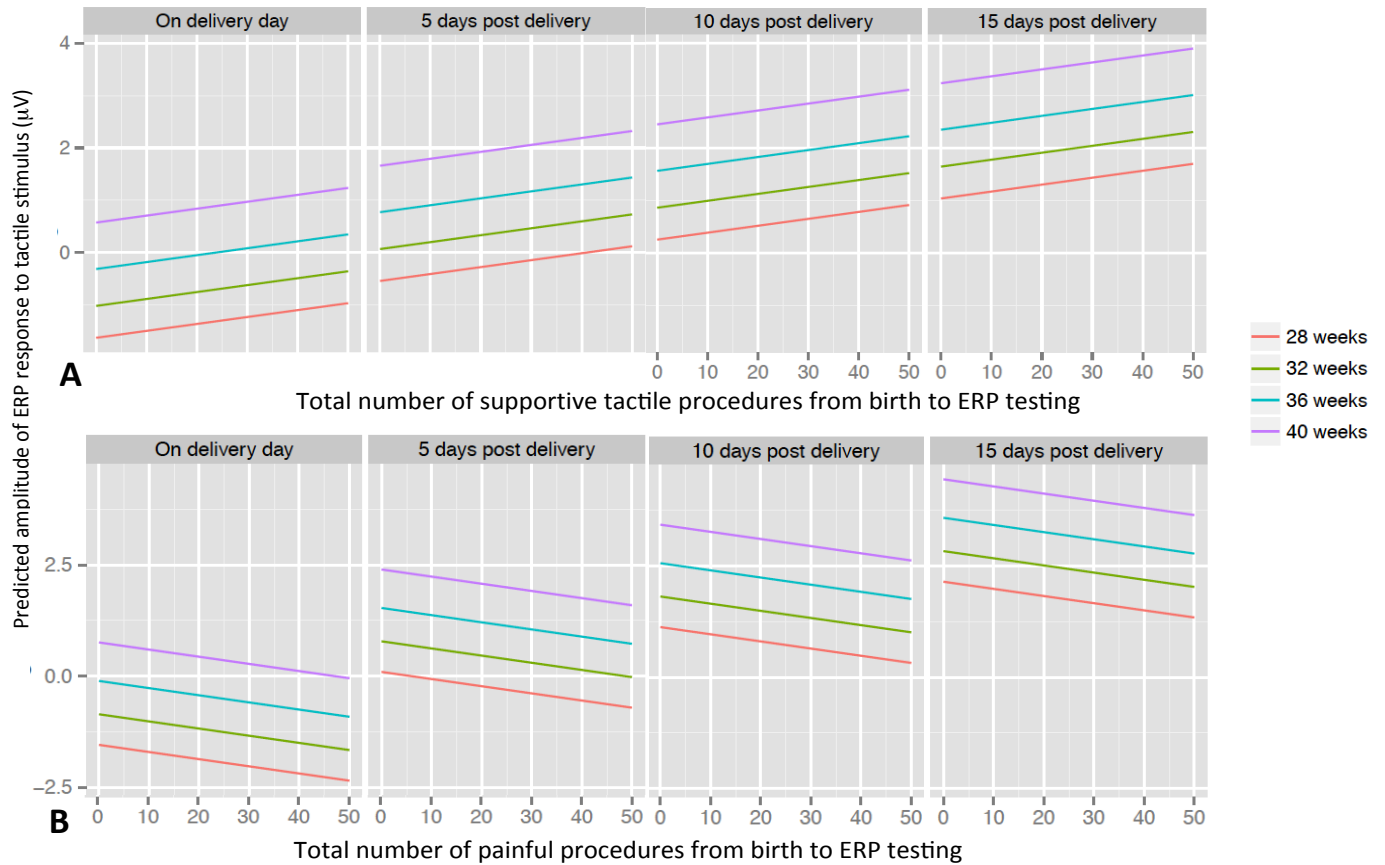 Predicted amplitude of ERP response to tactile stimulus (μV)
On delivery day
5 days post delivery
10 days post delivery
15 days post delivery
4
2
0
0 10 20 30 40 50
0 10 20 30 40 50
A
Total number of supportive tactile procedures from birth to ERP testing
28 weeks
32 weeks
36 weeks
40 weeks
On delivery day
5 days post delivery
10 days post delivery
15 days post delivery
2.5
0.0
−2.5
0 10 20 30 40 50
0 10 20 30 40 50
0 10 20 30 40 50
0 10 20 30 40 50
B
Total number of painful procedures from birth to ERP testing